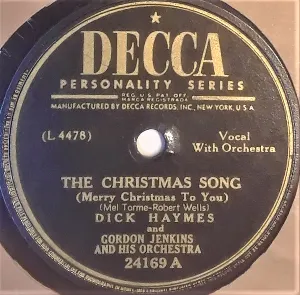 DECCA
PERSONALITY SERIES
REG. U.S. PAT. OFF.
MARCA REGISTRADA
MANUFACTURED BY DECCA RECORDS, INC., NEW YORK, U.S.A.
(L 4478)
Vocal
With Orchestra
THE CHRISTMAS SONG
(Merry Christmas To You)
(Mel Torme-Robert Wells)
DICK HAYMES
and
GORDON JENKINS
AND HIS ORCHESTRA
24169 A